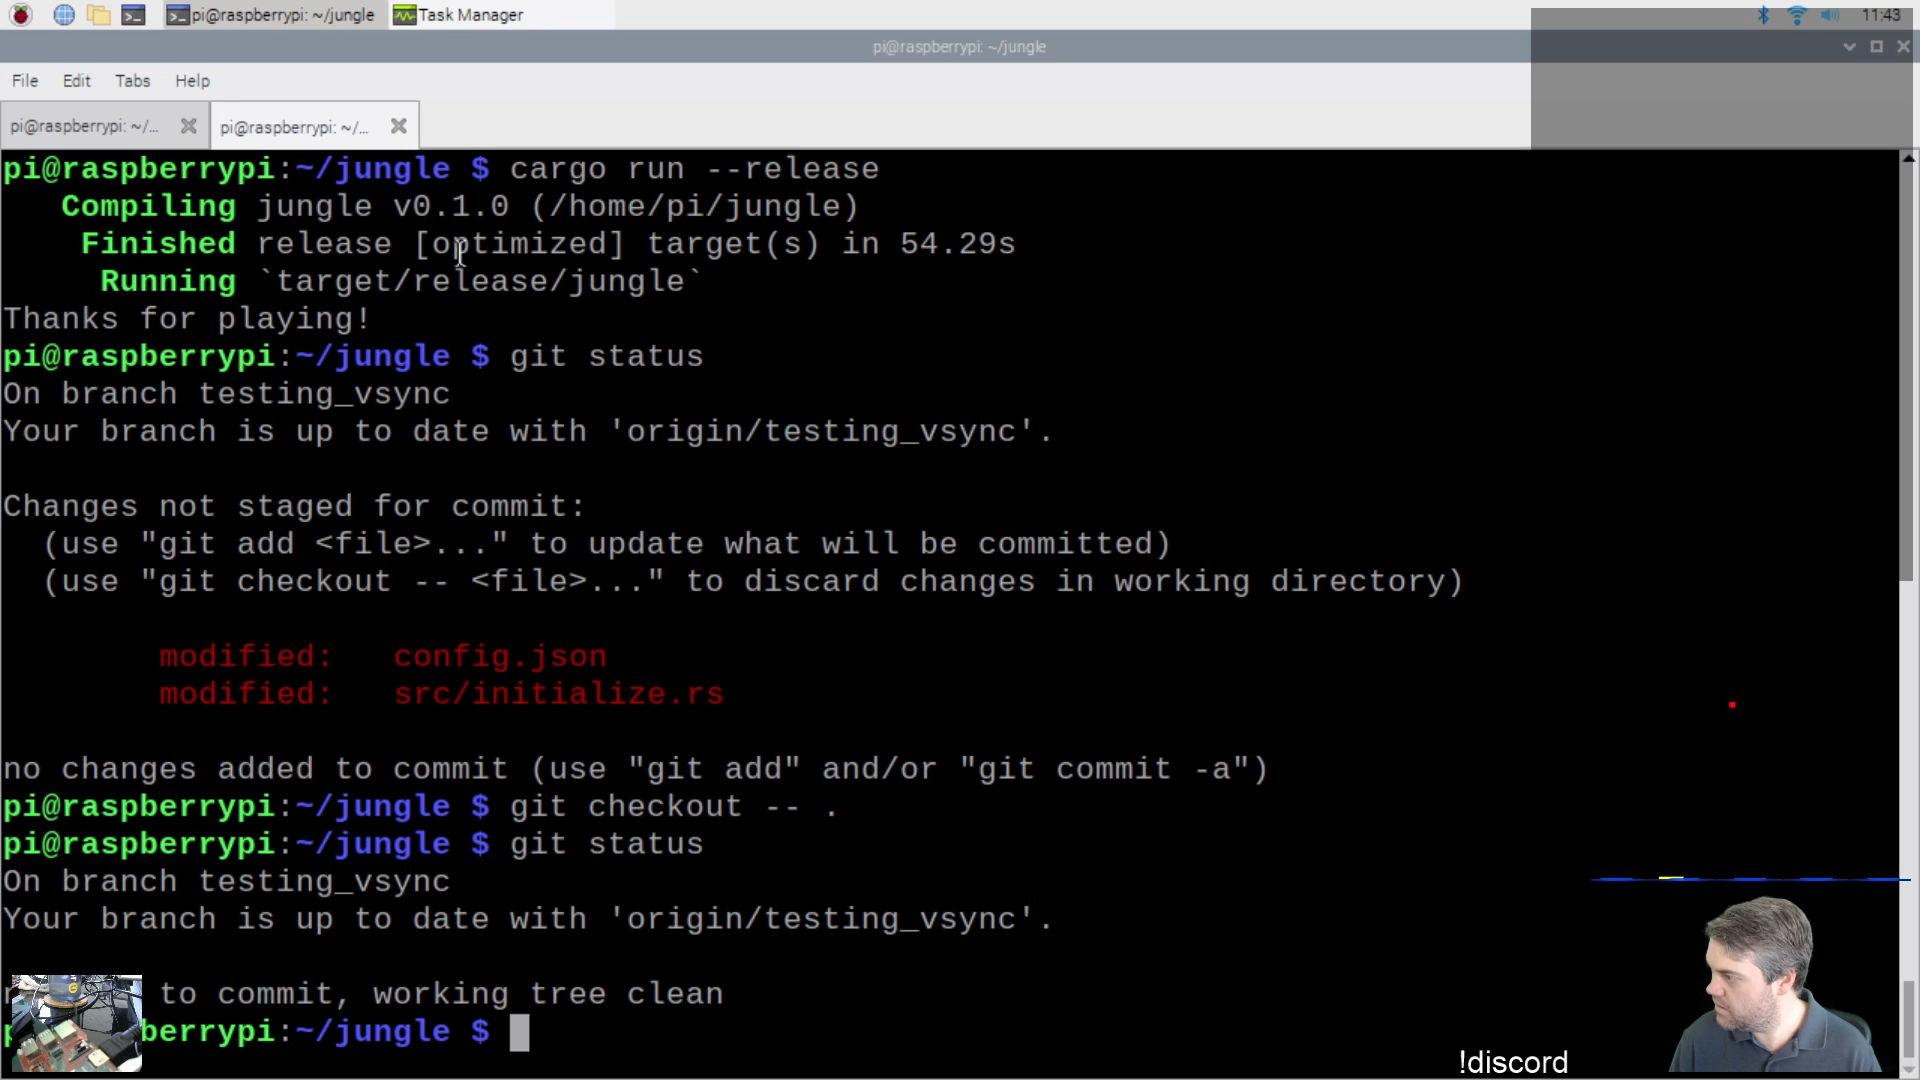 pi@raspberrypi: ~/jungle
Task Manager
11:43
pi@raspberrypi: ~/jungle
File Edit Tabs Help
pi@raspberrypi: ~/...
pi@raspberrypi: ~/...
pi@raspberrypi:~/jungle $ cargo run --release
Compiling jungle v0.1.0 (/home/pi/jungle)
Finished release [optimized] target(s) in 54.29s
Running `target/release/jungle`
Thanks for playing!
pi@raspberrypi:~/jungle $ git status
On branch testing_vsync
Your branch is up to date with 'origin/testing_vsync'.
Changes not staged for commit:
(use "git add <file>..." to update what will be committed)
(use "git checkout -- <file>..." to discard changes in working directory)
modified: config.json
modified: src/initialize.rs
no changes added to commit (use "git add" and/or "git commit -a")
pi@raspberrypi:~/jungle $ git checkout -- .
pi@raspberrypi:~/jungle $ git status
On branch testing_vsync
Your branch is up to date with 'origin/testing_vsync'.
to commit, working tree clean
berrypi:~/jungle $
!discord